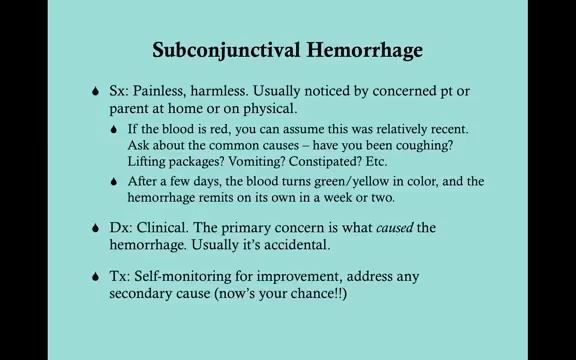 Subconjunctival Hemorrhage
Sx: Painless, harmless. Usually noticed by concerned pt or
parent at home or on physical.
If the blood is red, you can assume this was relatively recent.
Ask about the common causes – have you been coughing?
Lifting packages? Vomiting? Constipated? Etc.
After a few days, the blood turns green/yellow in color, and the
hemorrhage remits on its own in a week or two.
Dx: Clinical. The primary concern is what caused the
hemorrhage. Usually it's accidental.
Tx: Self-monitoring for improvement, address any
secondary cause (now's your chance!!)